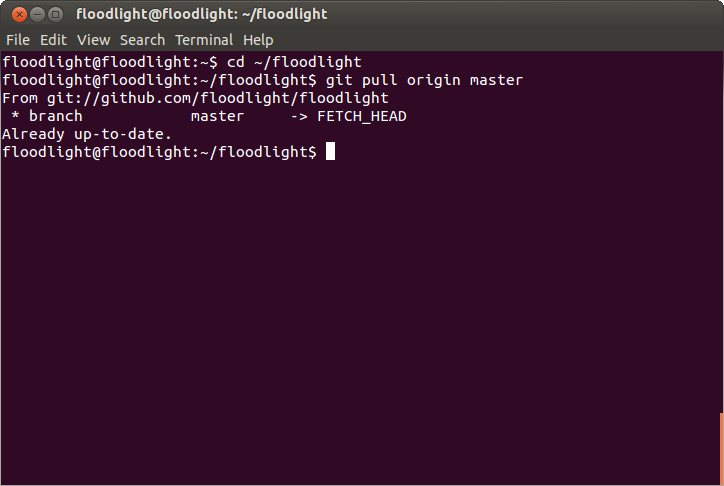 floodlight@floodlight: ~/floodlight
File Edit View Search Terminal Help
floodlight@floodlight:~$ cd ~/floodlight
floodlight@floodlight:~/floodlight$ git pull origin master
From git://github.com/floodlight/floodlight
 * branch            master     -> FETCH_HEAD
Already up-to-date.
floodlight@floodlight:~/floodlight$